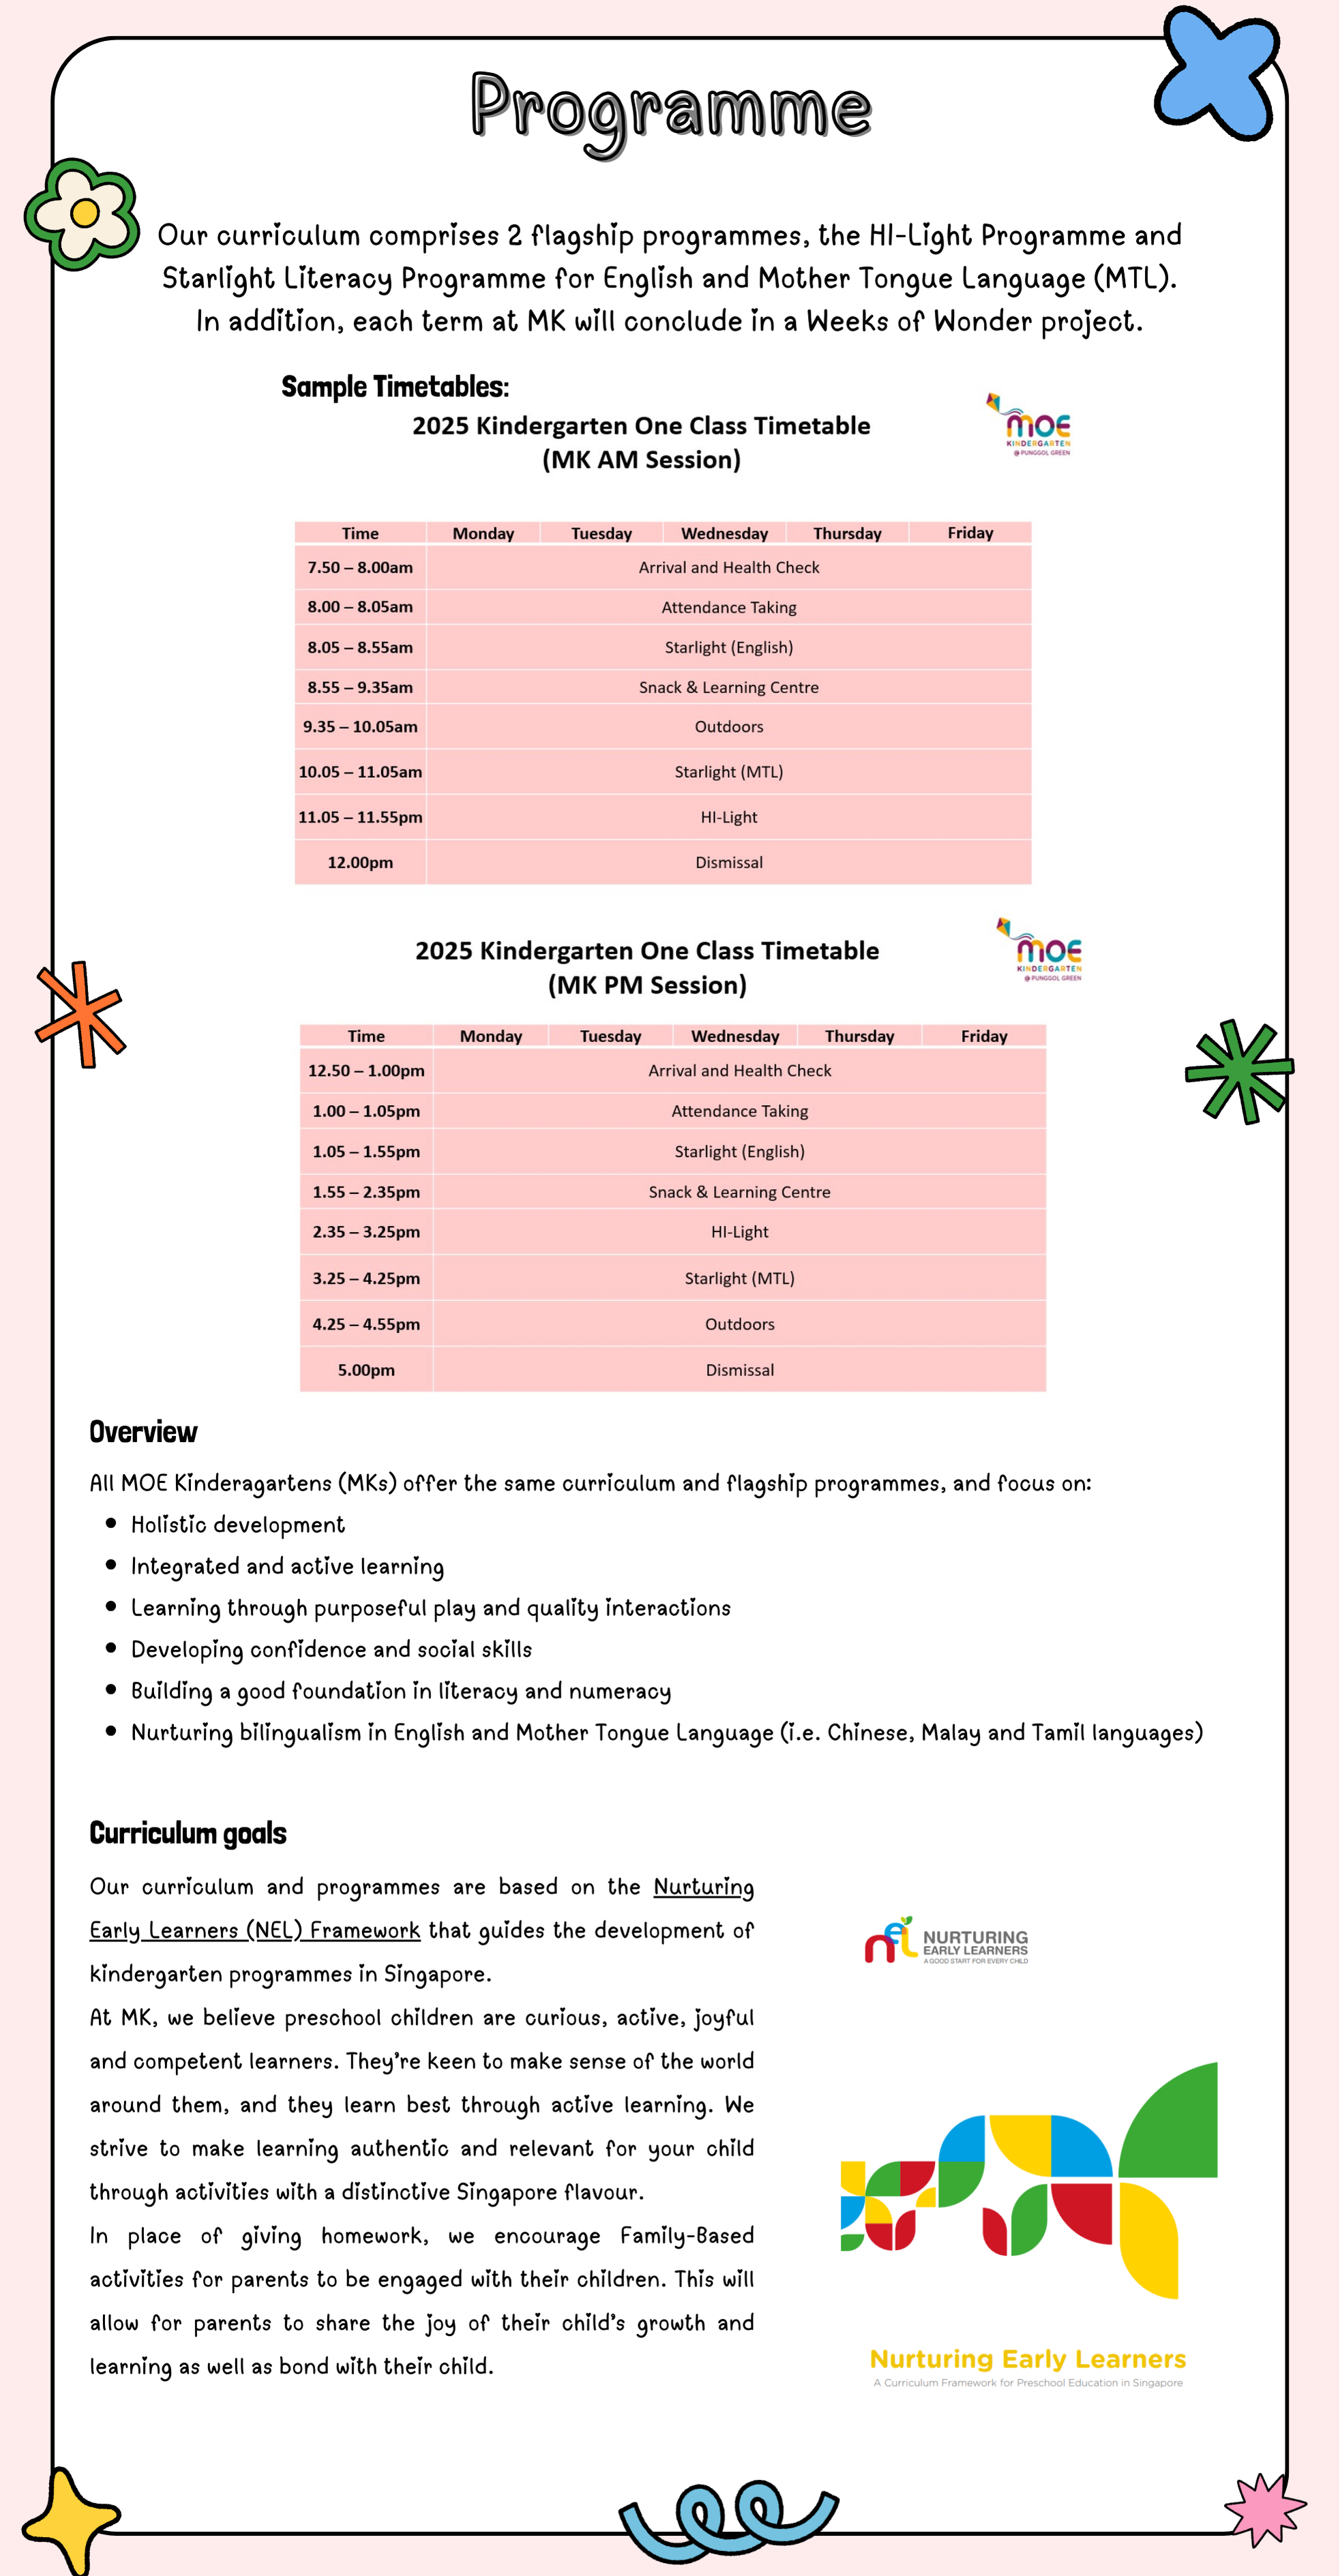 Programme
Our curriculum comprises 2 flagship programmes, the HI-Light Programme and
Starlight Literacy Programme for English and Mother Tongue Language (MTL).
In addition, each term at MK will conclude in a Weeks of Wonder project.
Sample Timetables:
2025 Kindergarten One Class Timetable
(MK AM Session)
moe
KINDERGARTEN
@ PUNGGOL GREEN
Time Monday Tuesday Wednesday Thursday Friday
7.50 – 8.00am Arrival and Health Check
8.00 – 8.05am Attendance Taking
8.05 – 8.55am Starlight (English)
8.55 – 9.35am Snack & Learning Centre
9.35 – 10.05am Outdoors
10.05 – 11.05am Starlight (MTL)
11.05 – 11.55pm HI-Light
12.00pm Dismissal
2025 Kindergarten One Class Timetable
(MK PM Session)
moe
KINDERGARTEN
@ PUNGGOL GREEN
Time Monday Tuesday Wednesday Thursday Friday
12.50 – 1.00pm Arrival and Health Check
1.00 – 1.05pm Attendance Taking
1.05 – 1.55pm Starlight (English)
1.55 – 2.35pm Snack & Learning Centre
2.35 – 3.25pm HI-Light
3.25 – 4.25pm Starlight (MTL)
4.25 – 4.55pm Outdoors
5.00pm Dismissal
Overview
All MOE Kinderagartens (MKs) offer the same curriculum and flagship programmes, and focus on:
• Holistic development
• Integrated and active learning
• Learning through purposeful play and quality interactions
• Developing confidence and social skills
• Building a good foundation in literacy and numeracy
• Nurturing bilingualism in English and Mother Tongue Language (i.e. Chinese, Malay and Tamil languages)
Curriculum goals
Our curriculum and programmes are based on the Nurturing
Early Learners (NEL) Framework that guides the development of
kindergarten programmes in Singapore.
At MK, we believe preschool children are curious, active, joyful
and competent learners. They're keen to make sense of the world
around them, and they learn best through active learning. We
strive to make learning authentic and relevant for your child
through activities with a distinctive Singapore flavour.
In place of giving homework, we encourage Family-Based
activities for parents to be engaged with their children. This will
allow for parents to share the joy of their child's growth and
learning as well as bond with their child.
nel
NURTURING
EARLY LEARNERS
A GOOD START FOR EVERY CHILD
Nurturing Early Learners
A Curriculum Framework for Preschool Education in Singapore